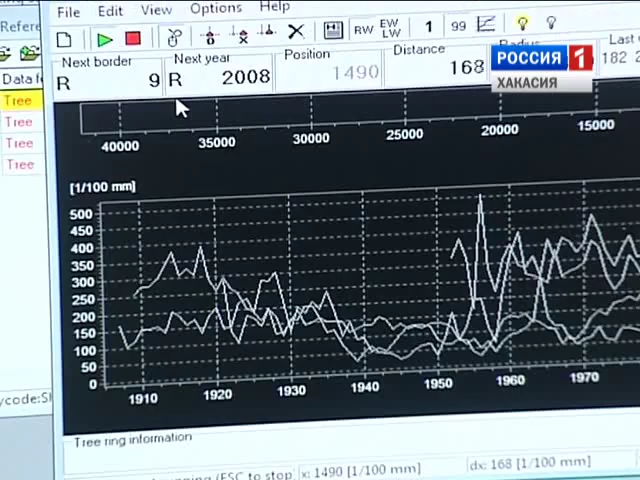 File Edit View Options Help
Refere
RW EW LW 1 99
Next border Next year Position Distance Last
R 9 R 2008 1490 168 182 2
РОССИЯ 1
ХАКАСИЯ
Data f
Tree
Tree
Tree
Tree
40000 35000 30000 25000 20000 15000
[1/100 mm]
500
450
400
350
300
250
200
150
100
50
0
1910 1920 1930 1940 1950 1960 1970
ycode:S
Tree ring information
(ESC to stop x: 1490 [1/100 mm] dx: 168 [1/100 mm]